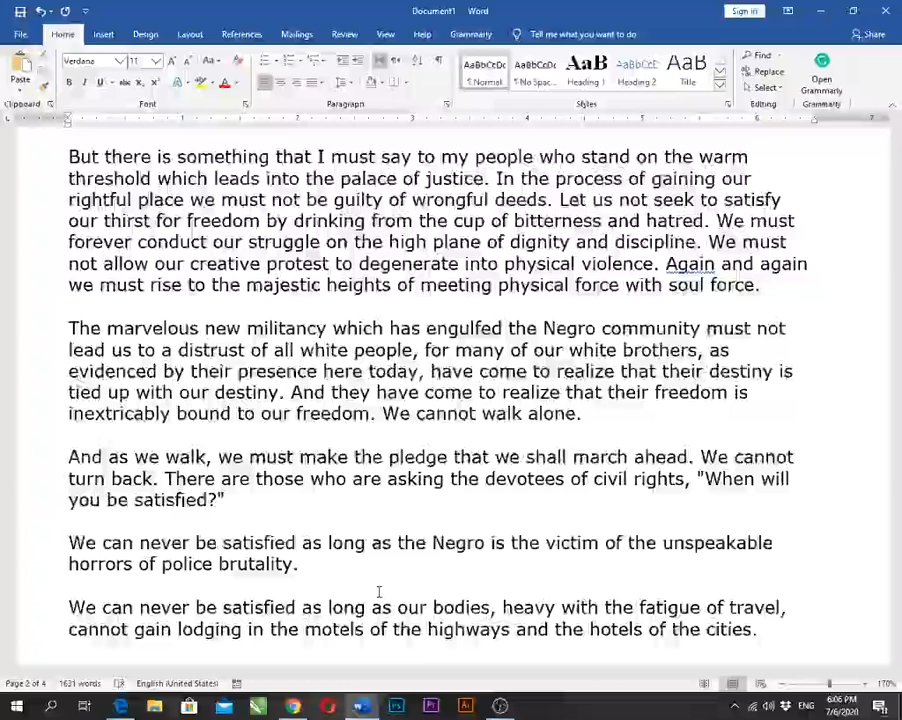 Document1 - Word
Sign in
File Home Insert Design Layout References Mailings Review View Help Grammarly Tell me what you want to do Share
Verdana 11 AaBbCcDc AaBbCcDc AaBb AaBbCcC AaB Find
Paste Replace Open
¶ Normal ¶ No Spac... Heading 1 Heading 2 Title Select Grammarly
Clipboard Font Paragraph Styles Editing Grammarly
1 2 3 4 5 6 7
But there is something that I must say to my people who stand on the warm
threshold which leads into the palace of justice. In the process of gaining our
rightful place we must not be guilty of wrongful deeds. Let us not seek to satisfy
our thirst for freedom by drinking from the cup of bitterness and hatred. We must
forever conduct our struggle on the high plane of dignity and discipline. We must
not allow our creative protest to degenerate into physical violence. Again and again
we must rise to the majestic heights of meeting physical force with soul force.
The marvelous new militancy which has engulfed the Negro community must not
lead us to a distrust of all white people, for many of our white brothers, as
evidenced by their presence here today, have come to realize that their destiny is
tied up with our destiny. And they have come to realize that their freedom is
inextricably bound to our freedom. We cannot walk alone.
And as we walk, we must make the pledge that we shall march ahead. We cannot
turn back. There are those who are asking the devotees of civil rights, "When will
you be satisfied?"
We can never be satisfied as long as the Negro is the victim of the unspeakable
horrors of police brutality.
We can never be satisfied as long as our bodies, heavy with the fatigue of travel,
cannot gain lodging in the motels of the highways and the hotels of the cities.
Page 2 of 4 1631 words English (United States) 170%
ENG 6:06 PM
7/6/2020